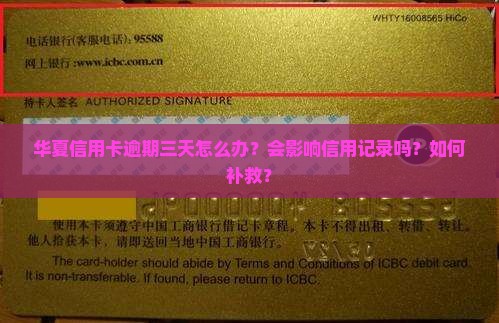 WHTY16008565 HiCo
电话银行(客服电话):95588
网上银行:www.icbc.com.cn
持卡人签名 AUTHORIZED SIGNATURE
华夏信用卡逾期三天怎么办？会影响信用记录吗？如何
补救？
使用本卡须遵守中国工商银行借记卡章程。本卡不得出租、转借、转让。
他人拾获本卡，请即送回当地中国工商银行。
The card-holder should abide by Terms and Conditions of ICBC debit card.
It is non-transferable. If found, please return to ICBC.